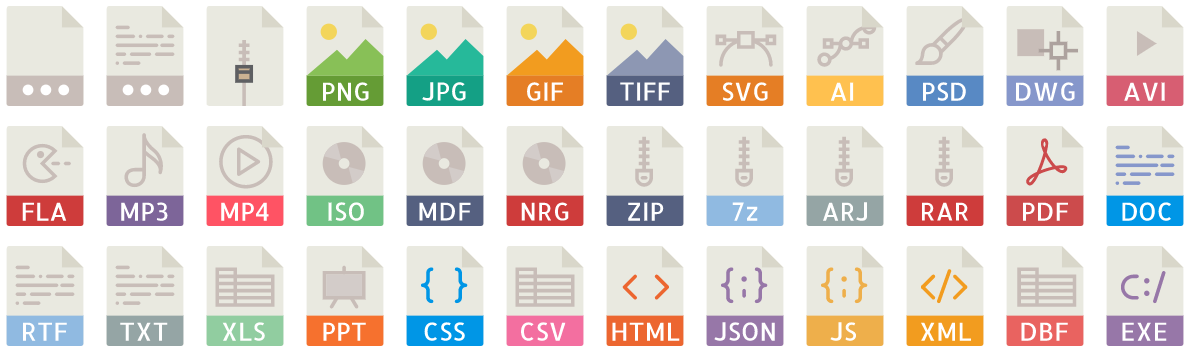 PNG JPG GIF TIFF SVG AI PSD DWG AVI
FLA MP3 MP4 ISO MDF NRG ZIP 7z ARJ RAR PDF DOC
RTF TXT XLS PPT { } CSS CSV < > HTML {;} JSON {;} JS </> XML DBF C:/ EXE